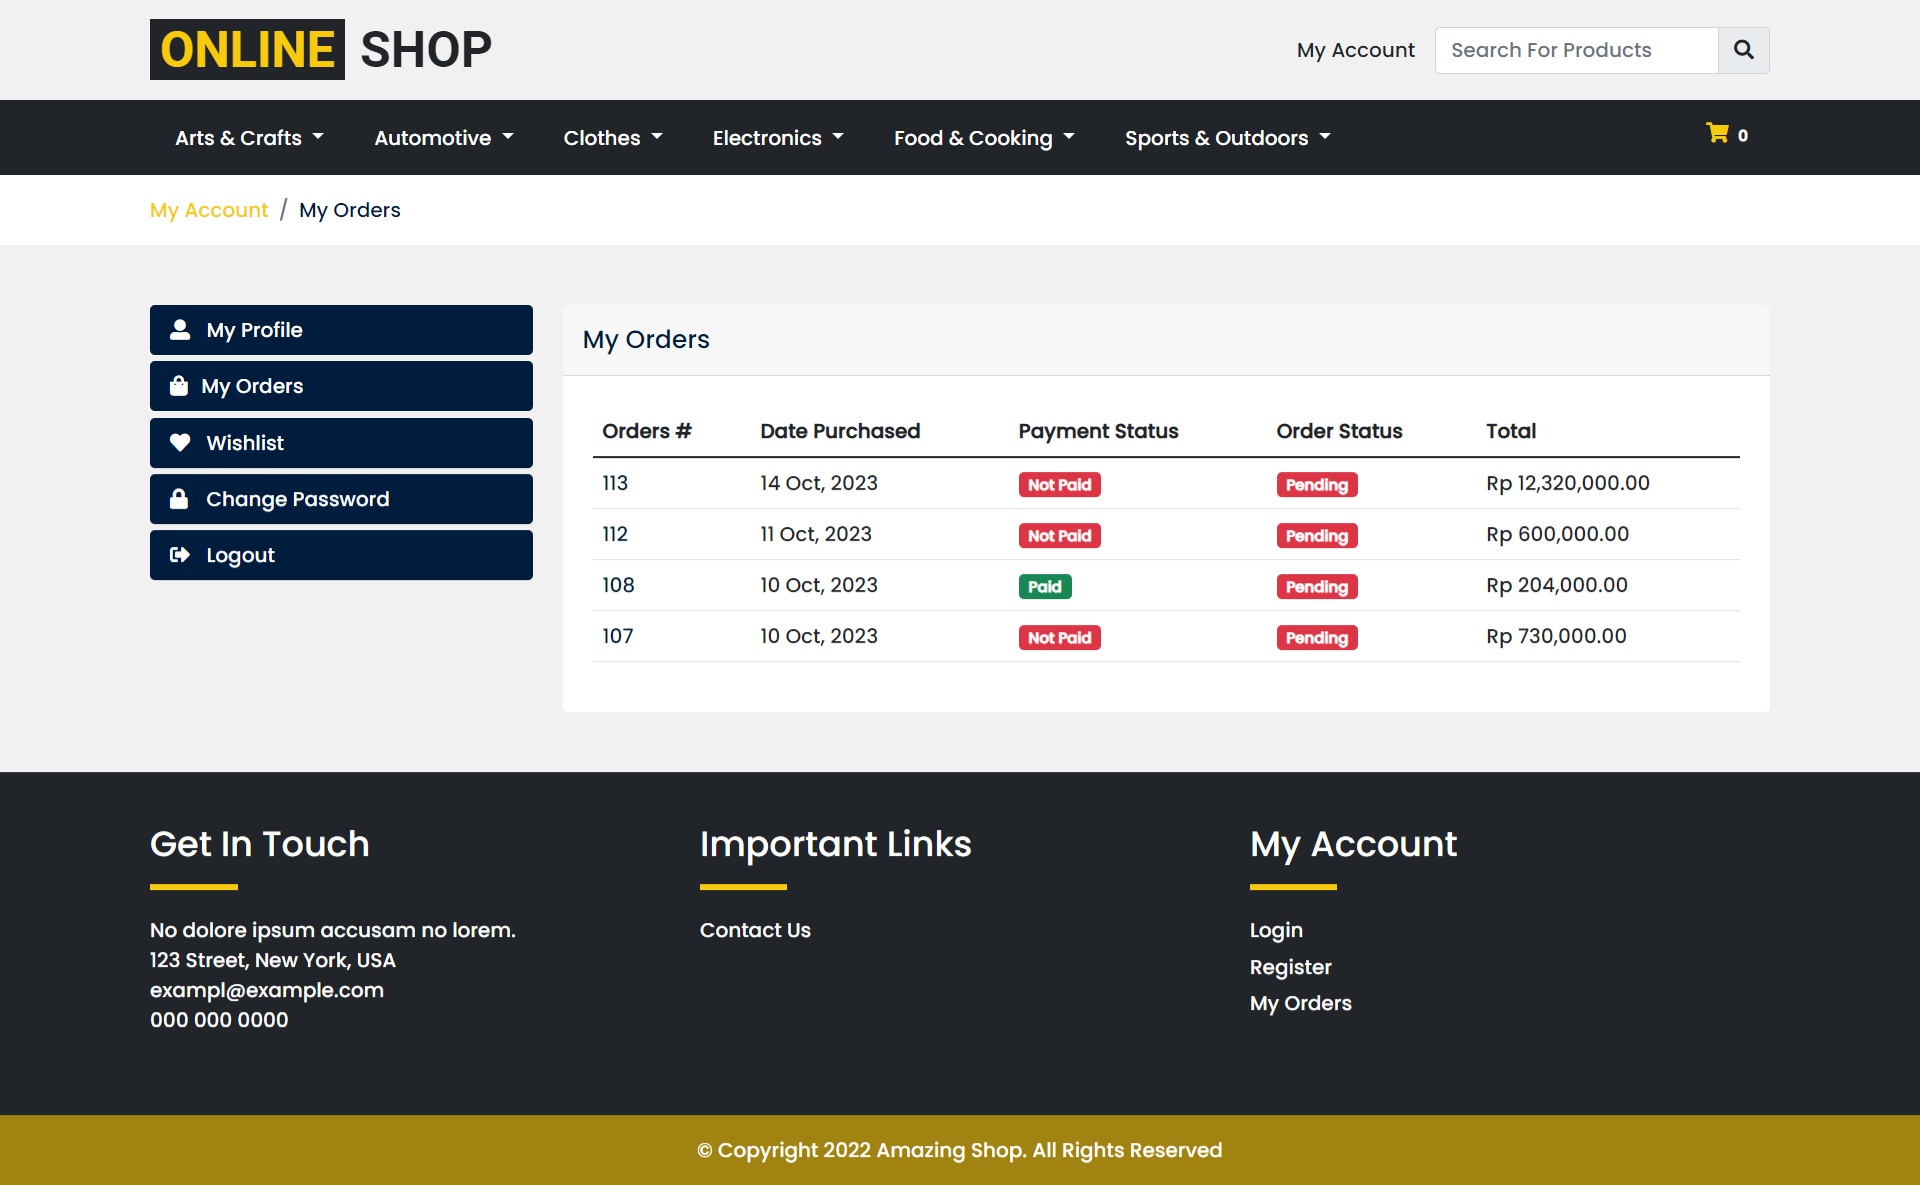 ONLINE SHOP
My Account
Search For Products
Arts & Crafts
Automotive
Clothes
Electronics
Food & Cooking
Sports & Outdoors
0
My Account / My Orders
My Profile
My Orders
Wishlist
Change Password
Logout
My Orders
Orders # Date Purchased Payment Status Order Status Total
113 14 Oct, 2023 Not Paid Pending Rp 12,320,000.00
112 11 Oct, 2023 Not Paid Pending Rp 600,000.00
108 10 Oct, 2023 Paid Pending Rp 204,000.00
107 10 Oct, 2023 Not Paid Pending Rp 730,000.00
Get In Touch
No dolore ipsum accusam no lorem.
123 Street, New York, USA
exampl@example.com
000 000 0000
Important Links
Contact Us
My Account
Login
Register
My Orders
© Copyright 2022 Amazing Shop. All Rights Reserved